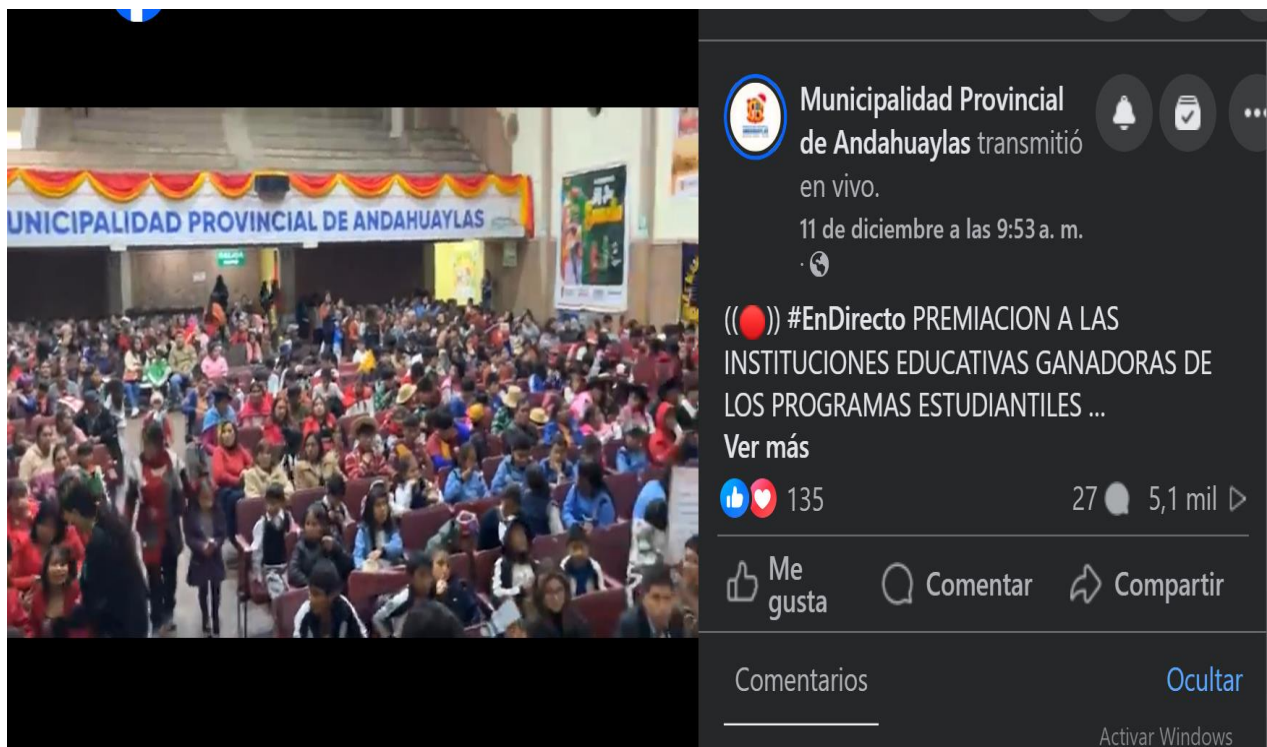 UNICIPALIDAD PROVINCIAL DE ANDAHUAYLAS
SALIDA
Municipalidad Provincial
de Andahuaylas transmitió
en vivo.
11 de diciembre a las 9:53 a. m.
·
((🔴)) #EnDirecto PREMIACION A LAS
INSTITUCIONES EDUCATIVAS GANADORAS DE
LOS PROGRAMAS ESTUDIANTILES ...
Ver más
135
27 5,1 mil
Me
gusta
Comentar
Compartir
Comentarios
Ocultar
Activar Windows